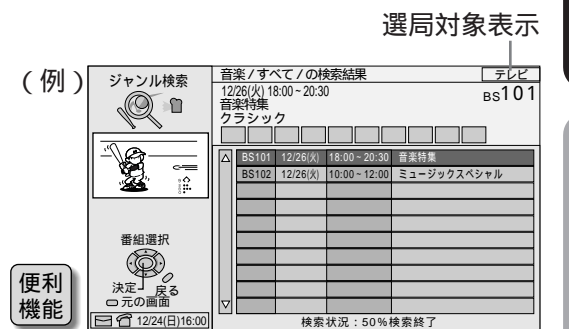 選局対象表示
(例)
ジャンル検索
音楽/すべて/の検索結果
テレビ
12/26(火) 18:00~20:30
BS101
音楽特集
クラシック
BS101 12/26(火) 18:00~20:30 音楽特集
BS102 12/26(火) 10:00~12:00 ミュージックスペシャル
番組選択
決定
戻る
元の画面
便利
機能
12/24(日)16:00
検索状況:50%検索終了